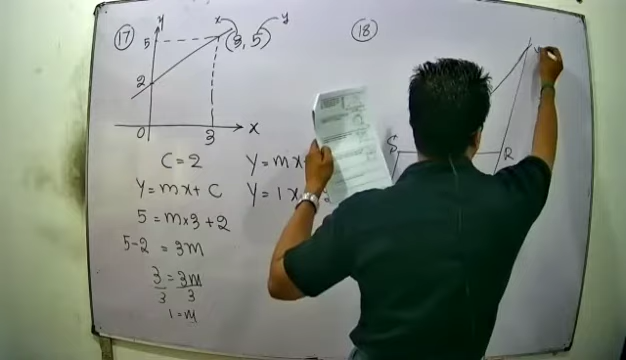 17
y
x y
5
(3, 5)
2
0
3
x
C = 2
Y = mx + C
5 = m x 3 + 2
5-2 = 3m
3 = 3m
3 3
1 = m
Y = mx
Y = 1x
18
S
R